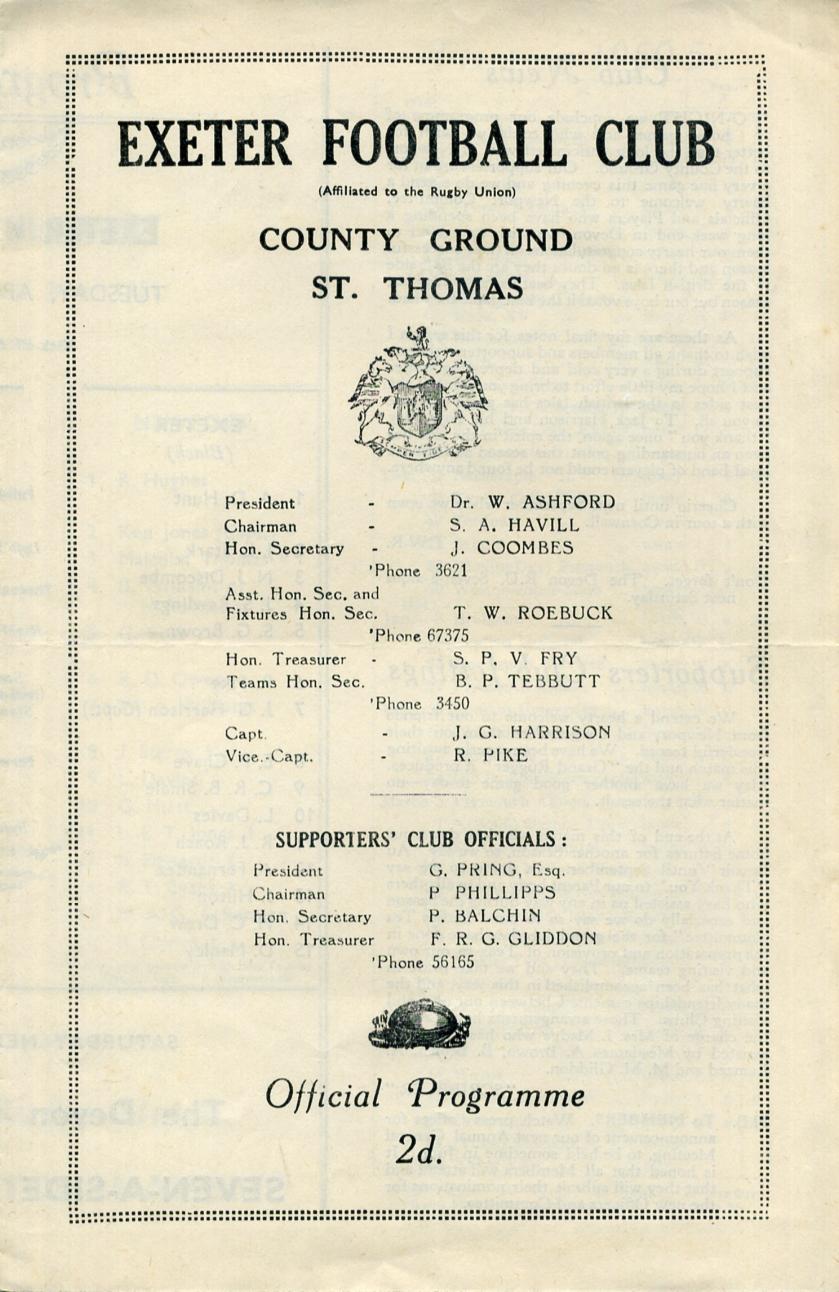 EXETER FOOTBALL CLUB
(Affiliated to the Rugby Union)
COUNTY GROUND
ST. THOMAS
President - Dr. W. ASHFORD
Chairman - S. A. HAVILL
Hon. Secretary - J. COOMBES
'Phone 3621
Asst. Hon. Sec. and
Fixtures Hon. Sec. T. W. ROEBUCK
'Phone 67375
Hon. Treasurer - S. P. V. FRY
Teams Hon. Sec. B. P. TEBBUTT
'Phone 3450
Capt. - J. G. HARRISON
Vice.-Capt. - R. PIKE
SUPPORTERS' CLUB OFFICIALS :
President G. PRING, Esq.
Chairman P PHILLIPPS
Hon. Secretary P. BALCHIN
Hon. Treasurer F. R. G. GLIDDON
'Phone 56165
Official Programme
2d.